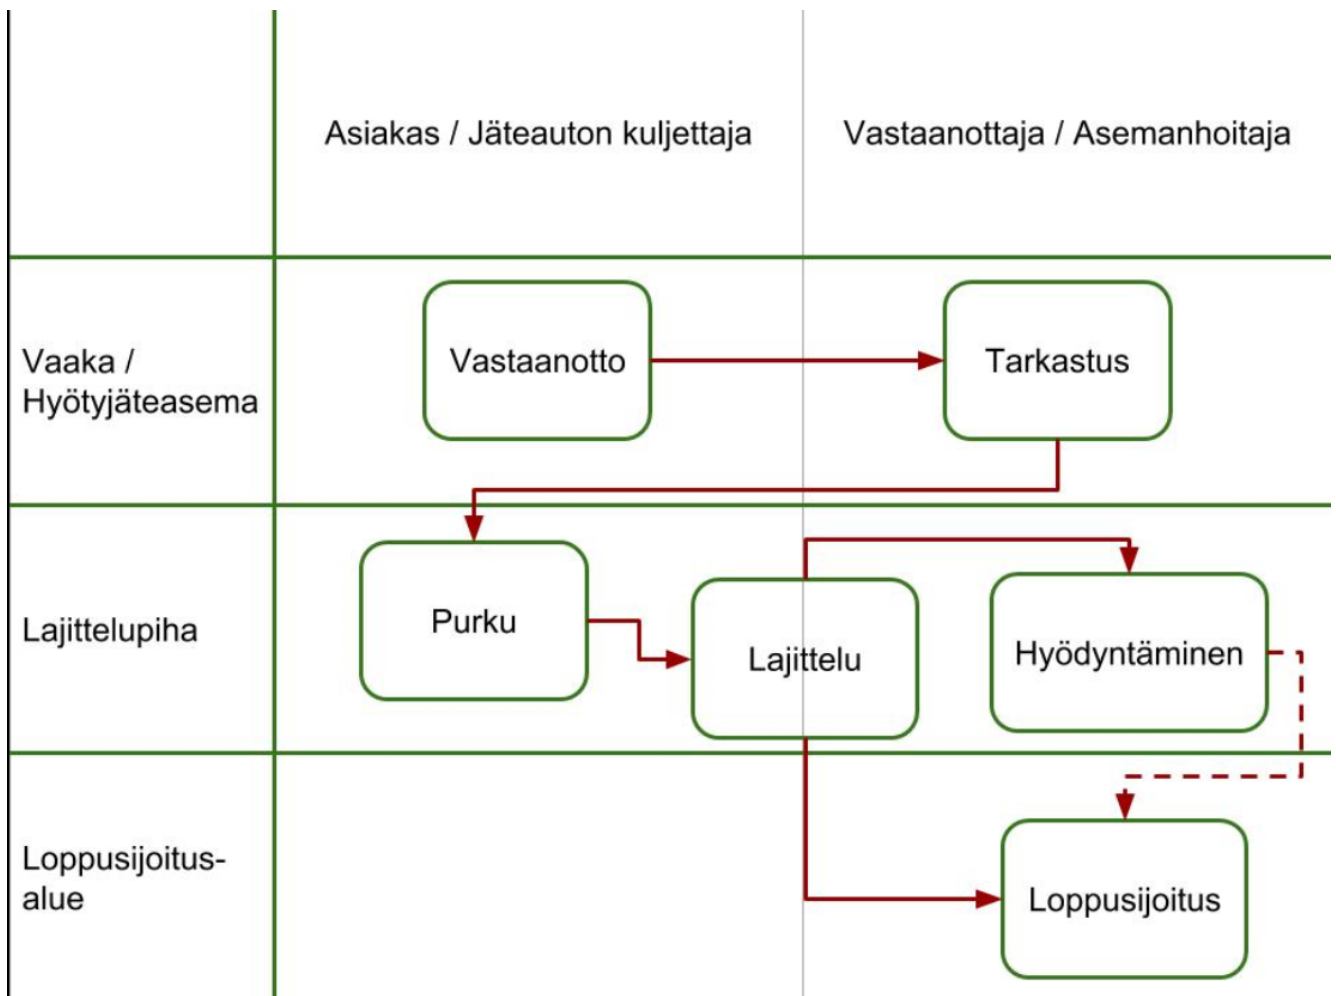 Asiakas / Jäteauton kuljettaja
Vastaanottaja / Asemanhoitaja
Vaaka /
Hyötyjäteasema
Vastaanotto
Tarkastus
Lajittelupiha
Purku
Lajittelu
Hyödyntäminen
Loppusijoitus-
alue
Loppusijoitus